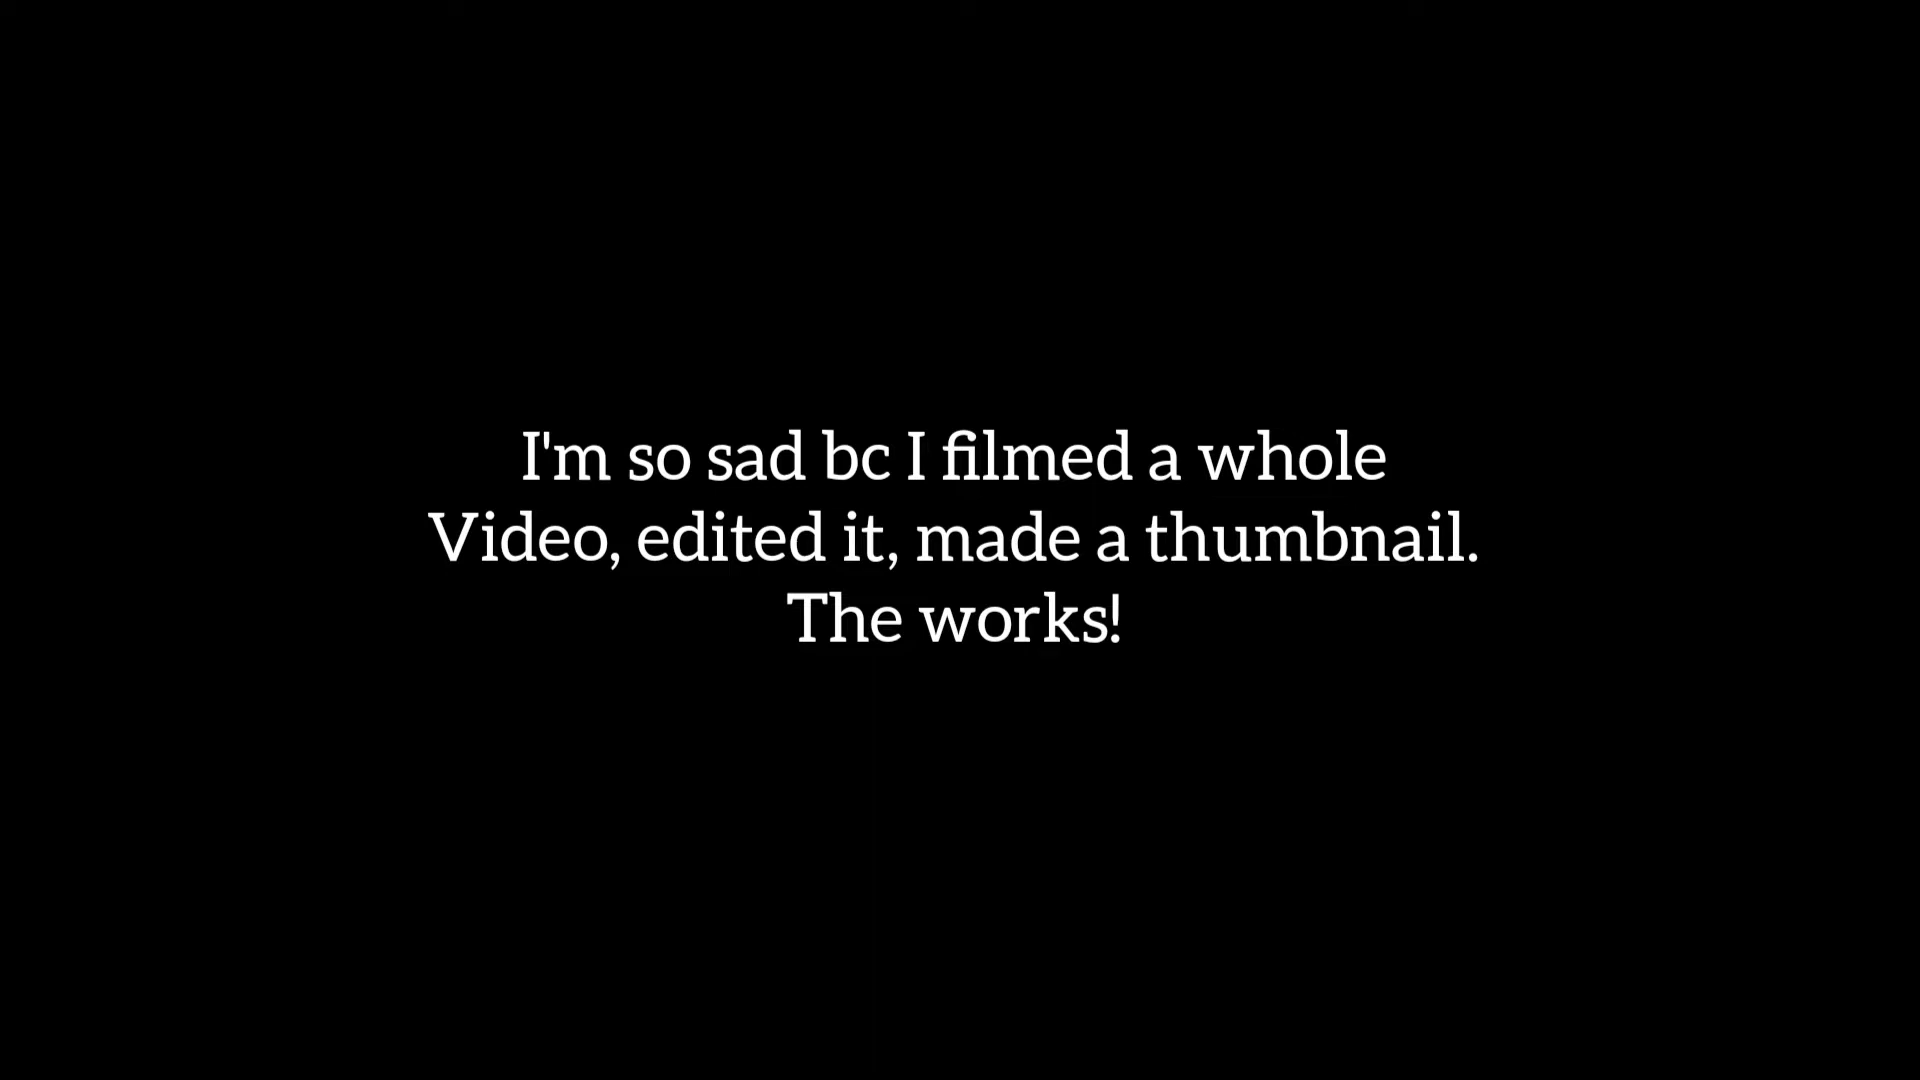 I'm so sad bc I filmed a whole
Video, edited it, made a thumbnail.
The works!